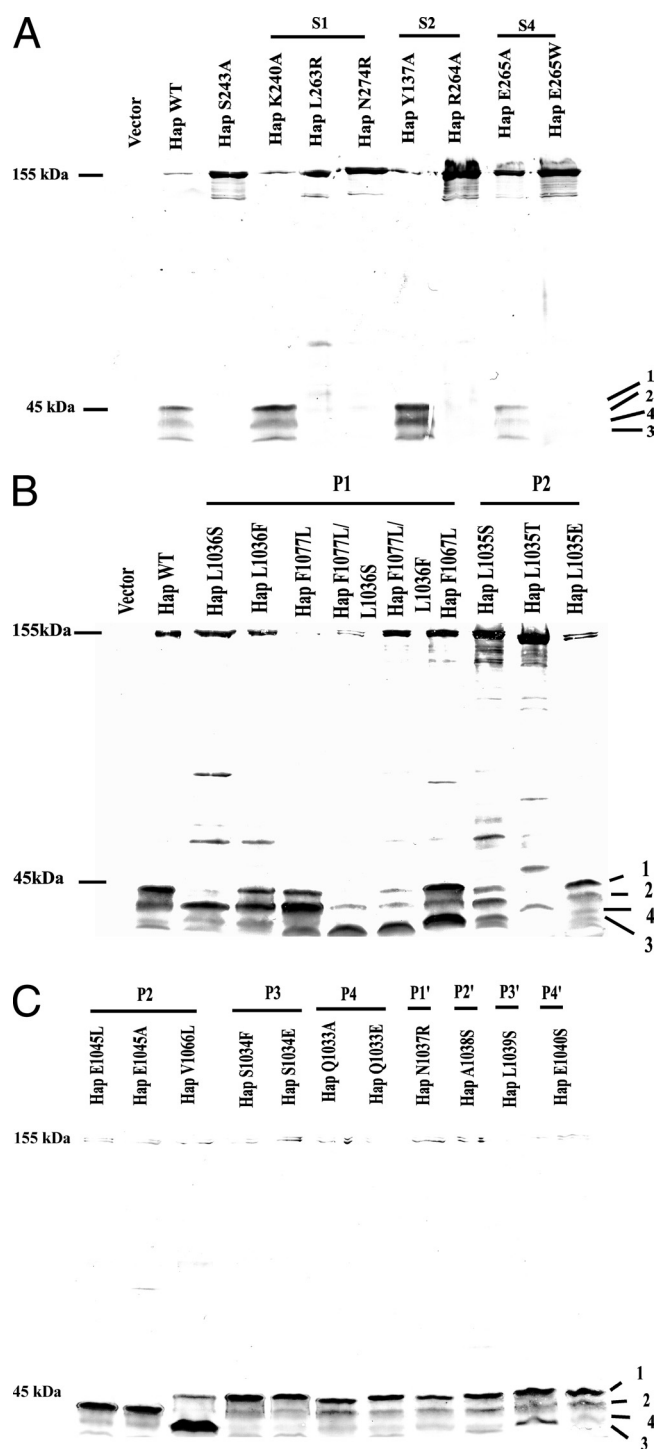 A
S1 S2 S4
Vector
Hap WT
Hap S243A
Hap K240A
Hap L263R
Hap N274R
Hap Y137A
Hap R264A
Hap E265A
Hap E265W
155 kDa
45 kDa
1
2
4
3
B
P1 P2
Vector
Hap WT
Hap L1036S
Hap L1036F
Hap F1077L
Hap F1077L/
L1036S
Hap F1077L/
L1036F
Hap F1067L
Hap L1035S
Hap L1035T
Hap L1035E
155kDa
45kDa
1
2
4
3
C
P2 P3 P4 P1' P2' P3' P4'
Hap E1045L
Hap E1045A
Hap V1066L
Hap S1034F
Hap S1034E
Hap Q1033A
Hap Q1033E
Hap N1037R
Hap A1038S
Hap L1039S
Hap E1040S
155 kDa
45 kDa
1
2
4
3